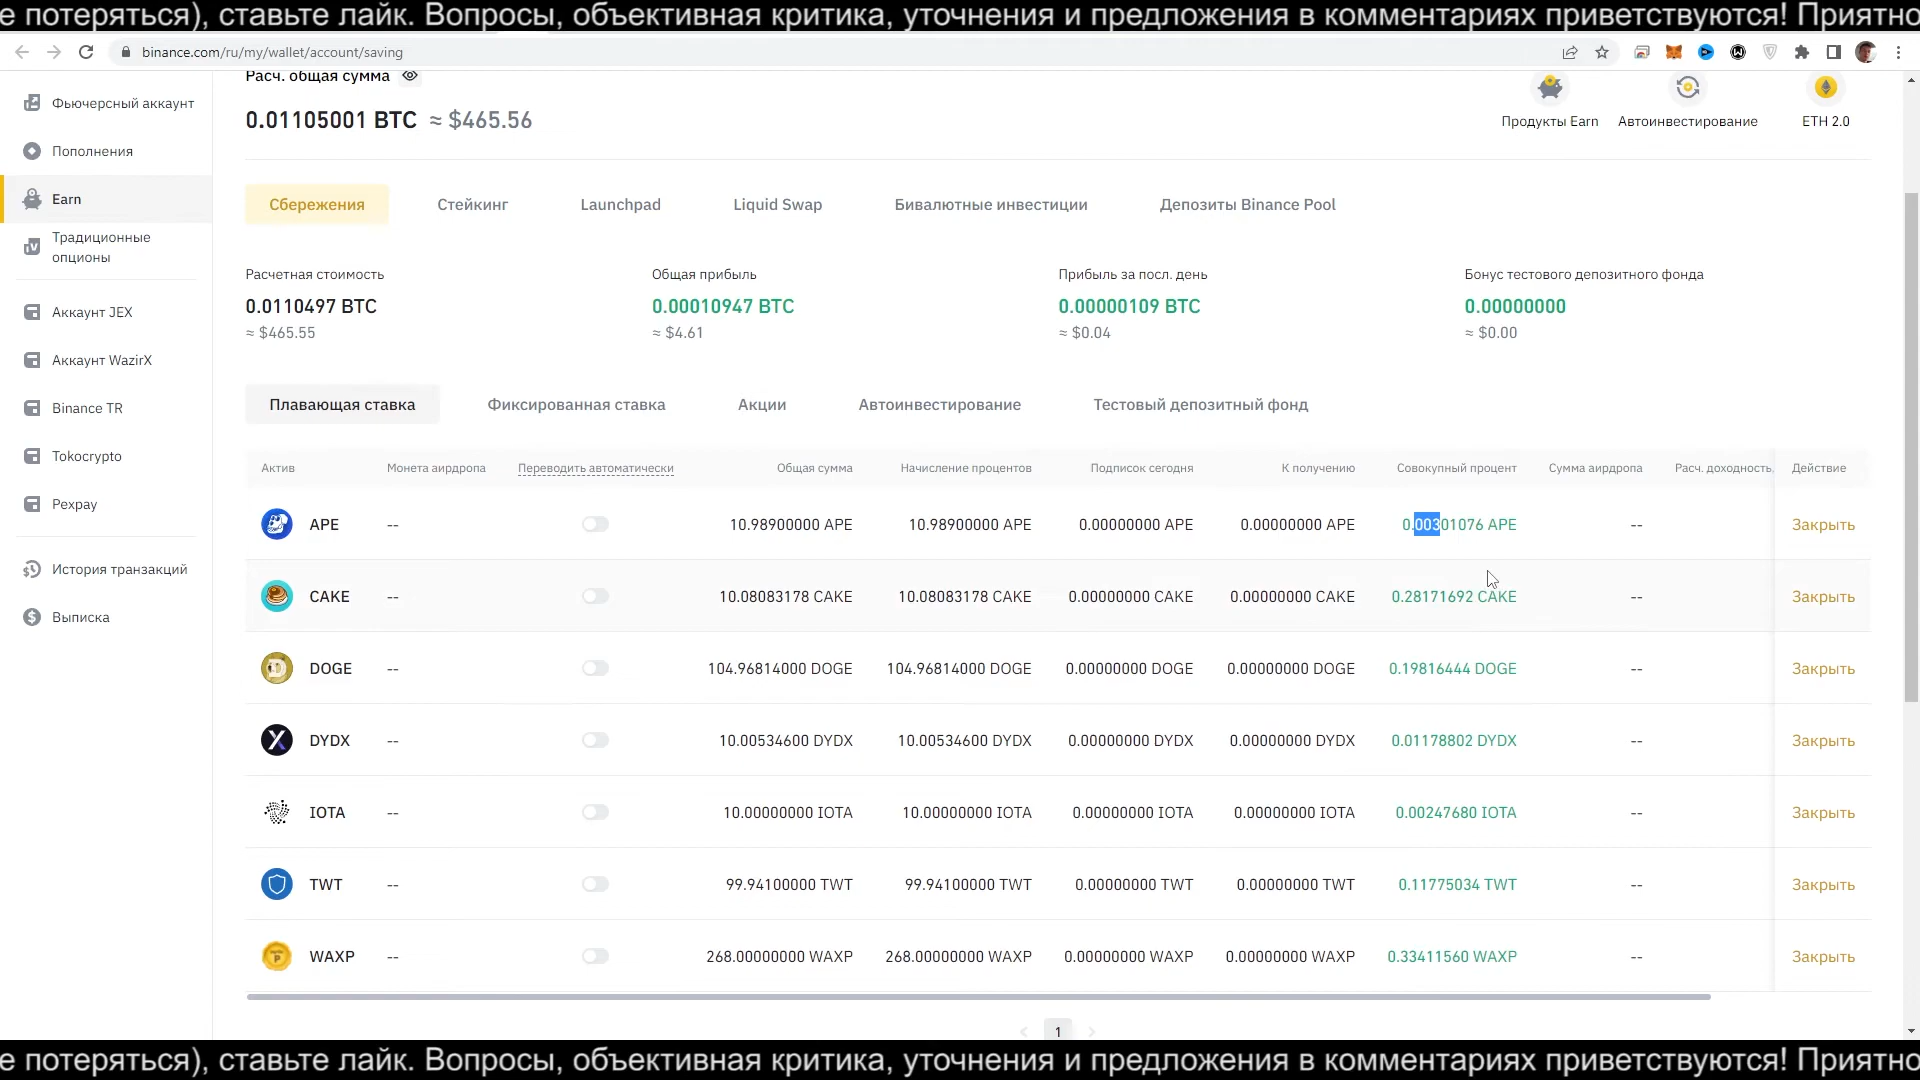 е потеряться), ставьте лайк. Вопросы, объективная критика, уточнения и предложения в комментариях приветствуются! Приятно
binance.com/ru/my/wallet/account/saving
Фьючерсный аккаунт
Пополнения
Earn
Традиционные
опционы
Аккаунт JEX
Аккаунт WazirX
Binance TR
Tokocrypto
Pexpay
История транзакций
Выписка
Расч. общая сумма
0.01105001 BTC ≈ $465.56
Продукты Earn Автоинвестирование ETH 2.0
Сбережения Стейкинг Launchpad Liquid Swap Бивалютные инвестиции Депозиты Binance Pool
Расчетная стоимость Общая прибыль Прибыль за посл. день Бонус тестового депозитного фонда
0.0110497 BTC 0.00010947 BTC 0.00000109 BTC 0.00000000
≈ $465.55 ≈ $4.61 ≈ $0.04 ≈ $0.00
Плавающая ставка Фиксированная ставка Акции Автоинвестирование Тестовый депозитный фонд
Актив Монета аирдропа Переводить автоматически Общая сумма Начисление процентов Подписок сегодня К получению Совокупный процент Сумма аирдропа Расч. доходность, Действие
APE -- 10.98900000 APE 10.98900000 APE 0.00000000 APE 0.00000000 APE 0.00301076 APE -- Закрыть
CAKE -- 10.08083178 CAKE 10.08083178 CAKE 0.00000000 CAKE 0.00000000 CAKE 0.28171692 CAKE -- Закрыть
DOGE -- 104.96814000 DOGE 104.96814000 DOGE 0.00000000 DOGE 0.00000000 DOGE 0.19816444 DOGE -- Закрыть
DYDX -- 10.00534600 DYDX 10.00534600 DYDX 0.00000000 DYDX 0.00000000 DYDX 0.01178802 DYDX -- Закрыть
IOTA -- 10.00000000 IOTA 10.00000000 IOTA 0.00000000 IOTA 0.00000000 IOTA 0.00247680 IOTA -- Закрыть
TWT -- 99.94100000 TWT 99.94100000 TWT 0.00000000 TWT 0.00000000 TWT 0.11775034 TWT -- Закрыть
WAXP -- 268.00000000 WAXP 268.00000000 WAXP 0.00000000 WAXP 0.00000000 WAXP 0.33411560 WAXP -- Закрыть
1
е потеряться), ставьте лайк. Вопросы, объективная критика, уточнения и предложения в комментариях приветствуются! Приятно